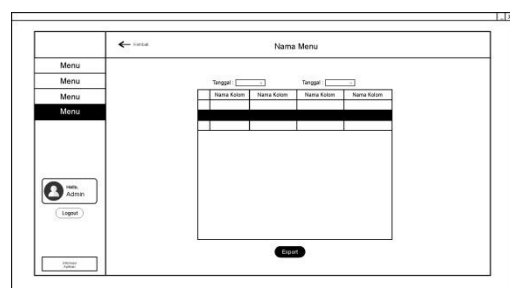 Nama Menu
Menu
Menu
Menu
Menu
Tanggal : Tanggal :
Nama Kolom Nama Kolom Nama Kolom Nama Kolom
Hello,
Admin
Logout
Export